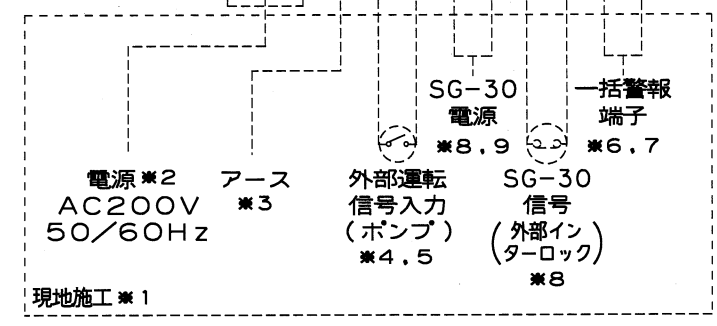 SG-30
電源
※8,9
一括警報
端子
※6,7
電源※2
AC200V
50/60Hz
アース
※3
外部運転
信号入力
(ポンプ)
※4,5
SG-30
信号
(外部イン
ターロック)
※8
現地施工※1